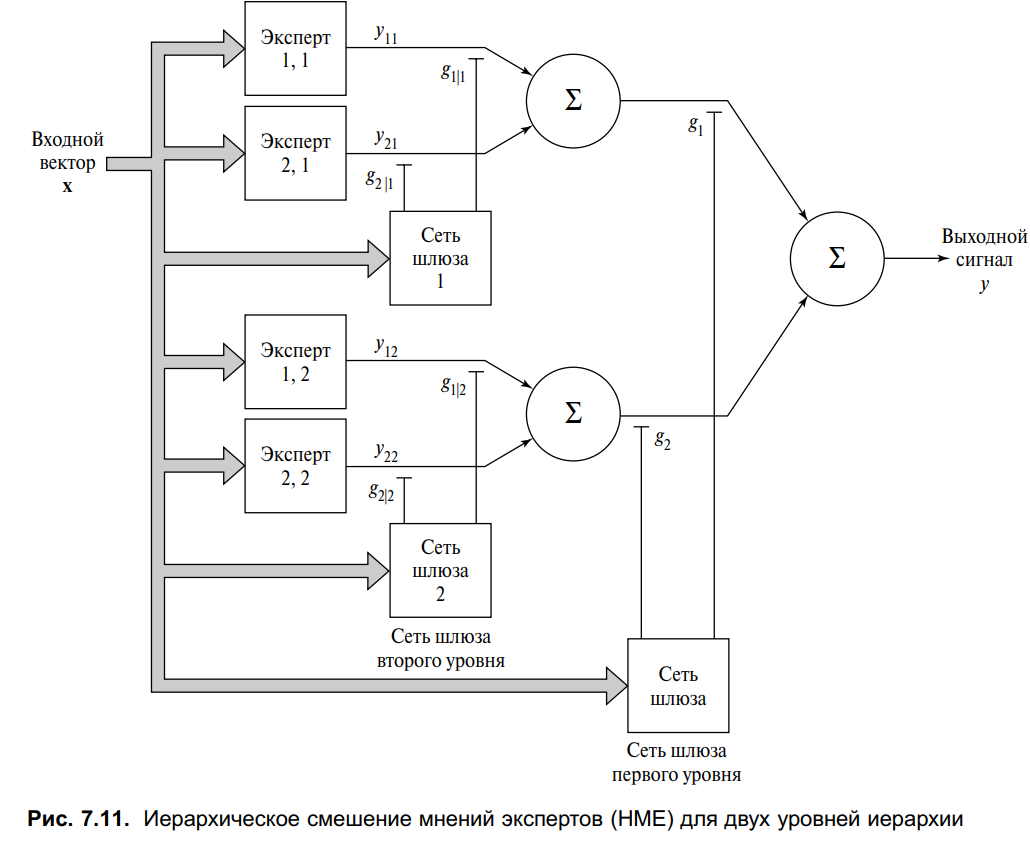 Эксперт
1, 1
y11
g1|1
Σ
Эксперт
2, 1
y21
g2|1
g1
Входной
вектор
x
Сеть
шлюза
1
Σ
Выходной
сигнал
y
Эксперт
1, 2
y12
g1|2
Σ
Эксперт
2, 2
y22
g2|2
g2
Сеть
шлюза
2
Сеть шлюза
второго уровня
Сеть
шлюза
Сеть шлюза
первого уровня
Рис. 7.11. Иерархическое смешение мнений экспертов (HME) для двух уровней иерархии